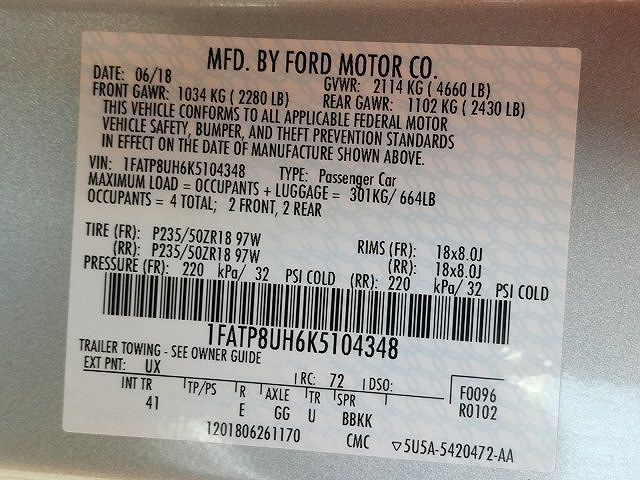 MFD. BY FORD MOTOR CO.
DATE: 06/18 GVWR: 2114 KG ( 4660 LB)
FRONT GAWR: 1034 KG ( 2280 LB) REAR GAWR: 1102 KG ( 2430 LB)
THIS VEHICLE CONFORMS TO ALL APPLICABLE FEDERAL MOTOR
VEHICLE SAFETY, BUMPER, AND THEFT PREVENTION STANDARDS
IN EFFECT ON THE DATE OF MANUFACTURE SHOWN ABOVE.
VIN: 1FATP8UH6K5104348 TYPE: Passenger Car
MAXIMUM LOAD = OCCUPANTS + LUGGAGE = 301KG/ 664LB
OCCUPANTS = 4 TOTAL; 2 FRONT, 2 REAR
TIRE (FR): P235/50ZR18 97W RIMS (FR): 18x8.0J
(RR): P235/50ZR18 97W (RR): 18x8.0J
PRESSURE (FR): 220 kPa/ 32 PSI COLD (RR): 220 kPa/ 32 PSI COLD
1FATP8UH6K5104348
TRAILER TOWING - SEE OWNER GUIDE
EXT PNT: UX RC: 72 DSO: F0096
INT TR TP/PS R AXLE TR SPR R0102
41 E GG U BBKK
1201806261170 CMC ▽5U5A-5420472-AA